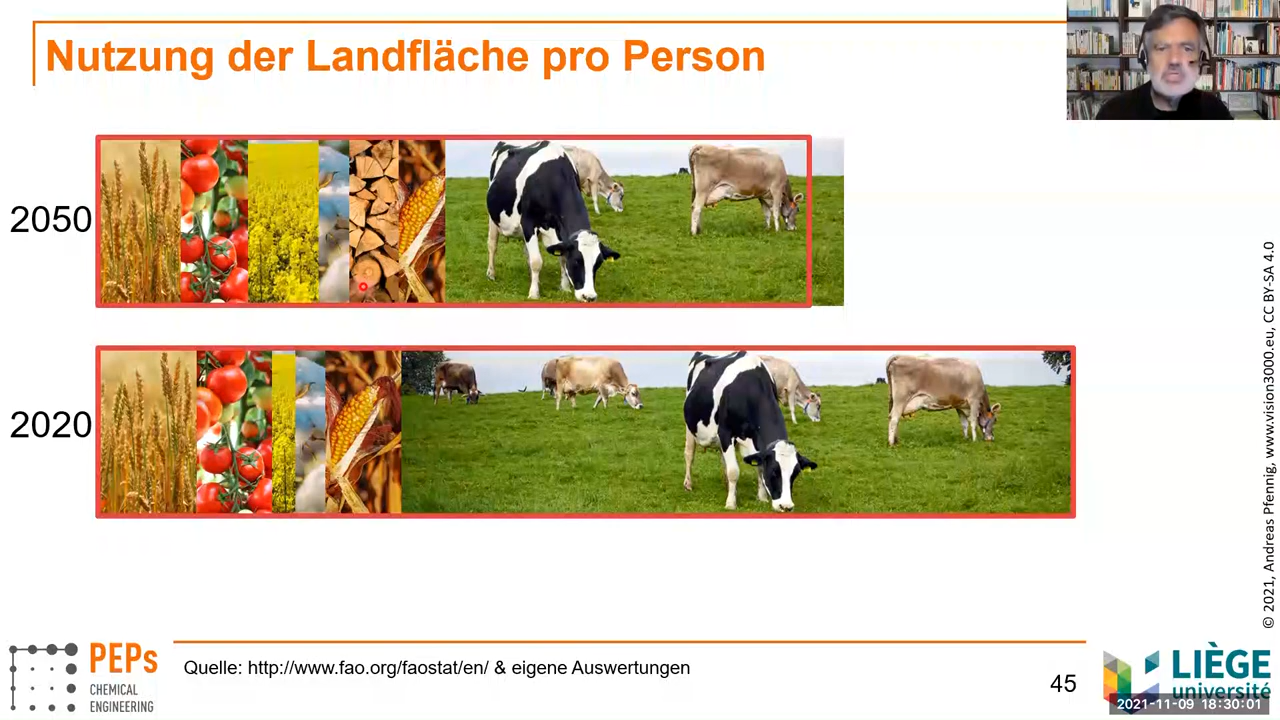 Nutzung der Landfläche pro Person
2050
2020
© 2021, Andreas Pfennig, www.vision3000.eu, CC BY-SA 4.0
PEPs
CHEMICAL
ENGINEERING
Quelle: http://www.fao.org/faostat/en/ & eigene Auswertungen
45
LIÈGE
université
2021-11-09 18:30:01